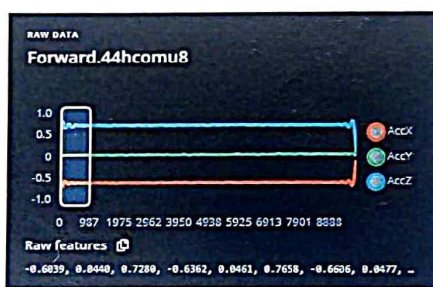 RAW DATA
Forward.44hcomu8
1.0
0.5
0
-0.5
-1.0
AccX
AccY
AccZ
0 987 1975 2962 3950 4938 5925 6913 7901 8888
Raw features
-0.6039, 0.0440, 0.7280, -0.6362, 0.0461, 0.7658, -0.6606, 0.0477, …